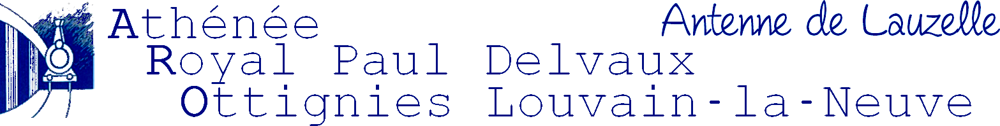 Athénée
Antenne de Lauzelle
Royal Paul Delvaux
Ottignies Louvain-la-Neuve